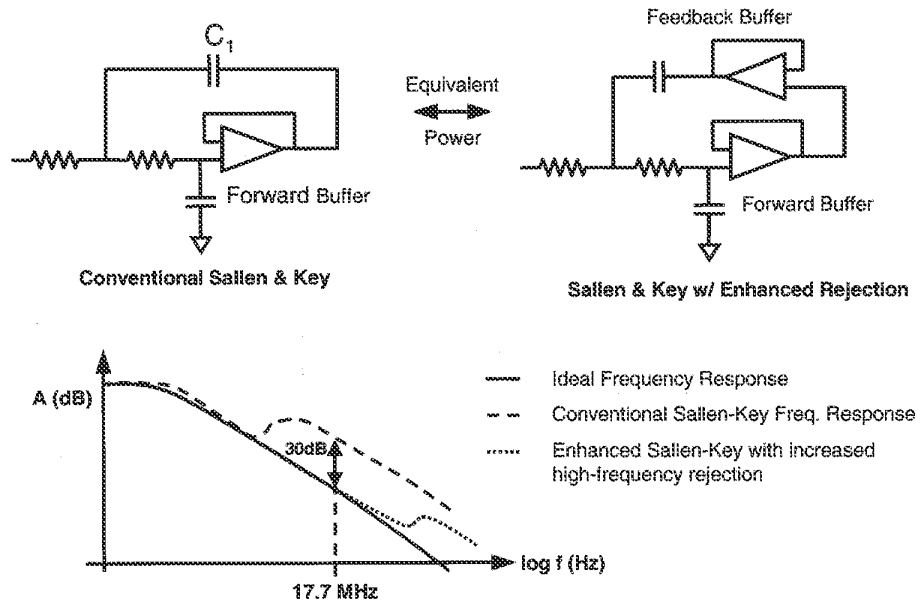 C1
Forward Buffer
Conventional Sallen & Key
Equivalent
Power
Feedback Buffer
Forward Buffer
Sallen & Key w/ Enhanced Rejection
A (dB)
30dB
17.7 MHz
log f (Hz)
Ideal Frequency Response
Conventional Sallen-Key Freq. Response
Enhanced Sallen-Key with increased
high-frequency rejection